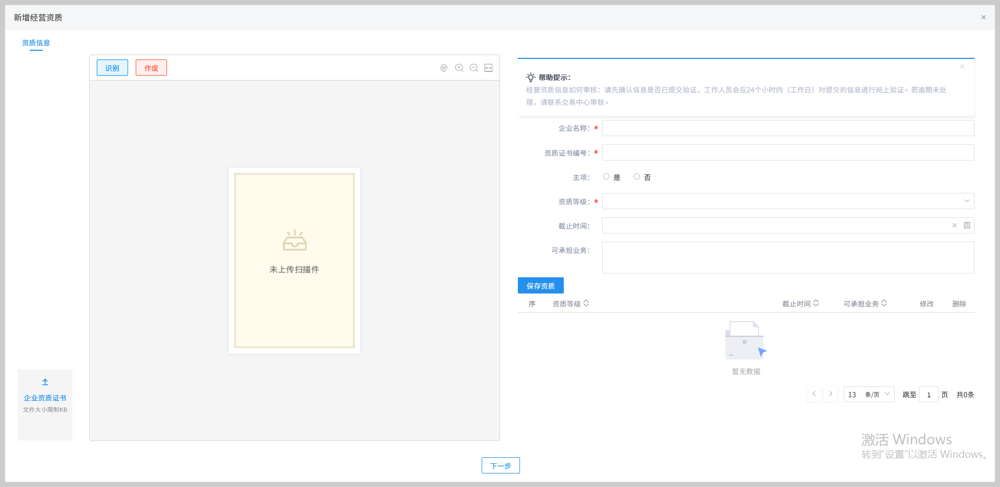 新增经营资质
资质信息
识别 作废
未上传扫描件
企业资质证书
文件大小限制KB
帮助提示：
经营资质信息如何审核：请先确认信息是否已提交验证，工作人员会在24个小时内（工作日）对提交的信息进行网上验证。若逾期未处
理，请联系交易中心审核。
企业名称：*
资质证书编号：*
主项： 是 否
资质等级：*
截止时间：
可承担业务：
保存资质
序 资质等级 截止时间 可承担业务 修改 删除
暂无数据
13 条/页 跳至 1 页 共0条
激活 Windows
转到“设置”以激活 Windows。
下一步